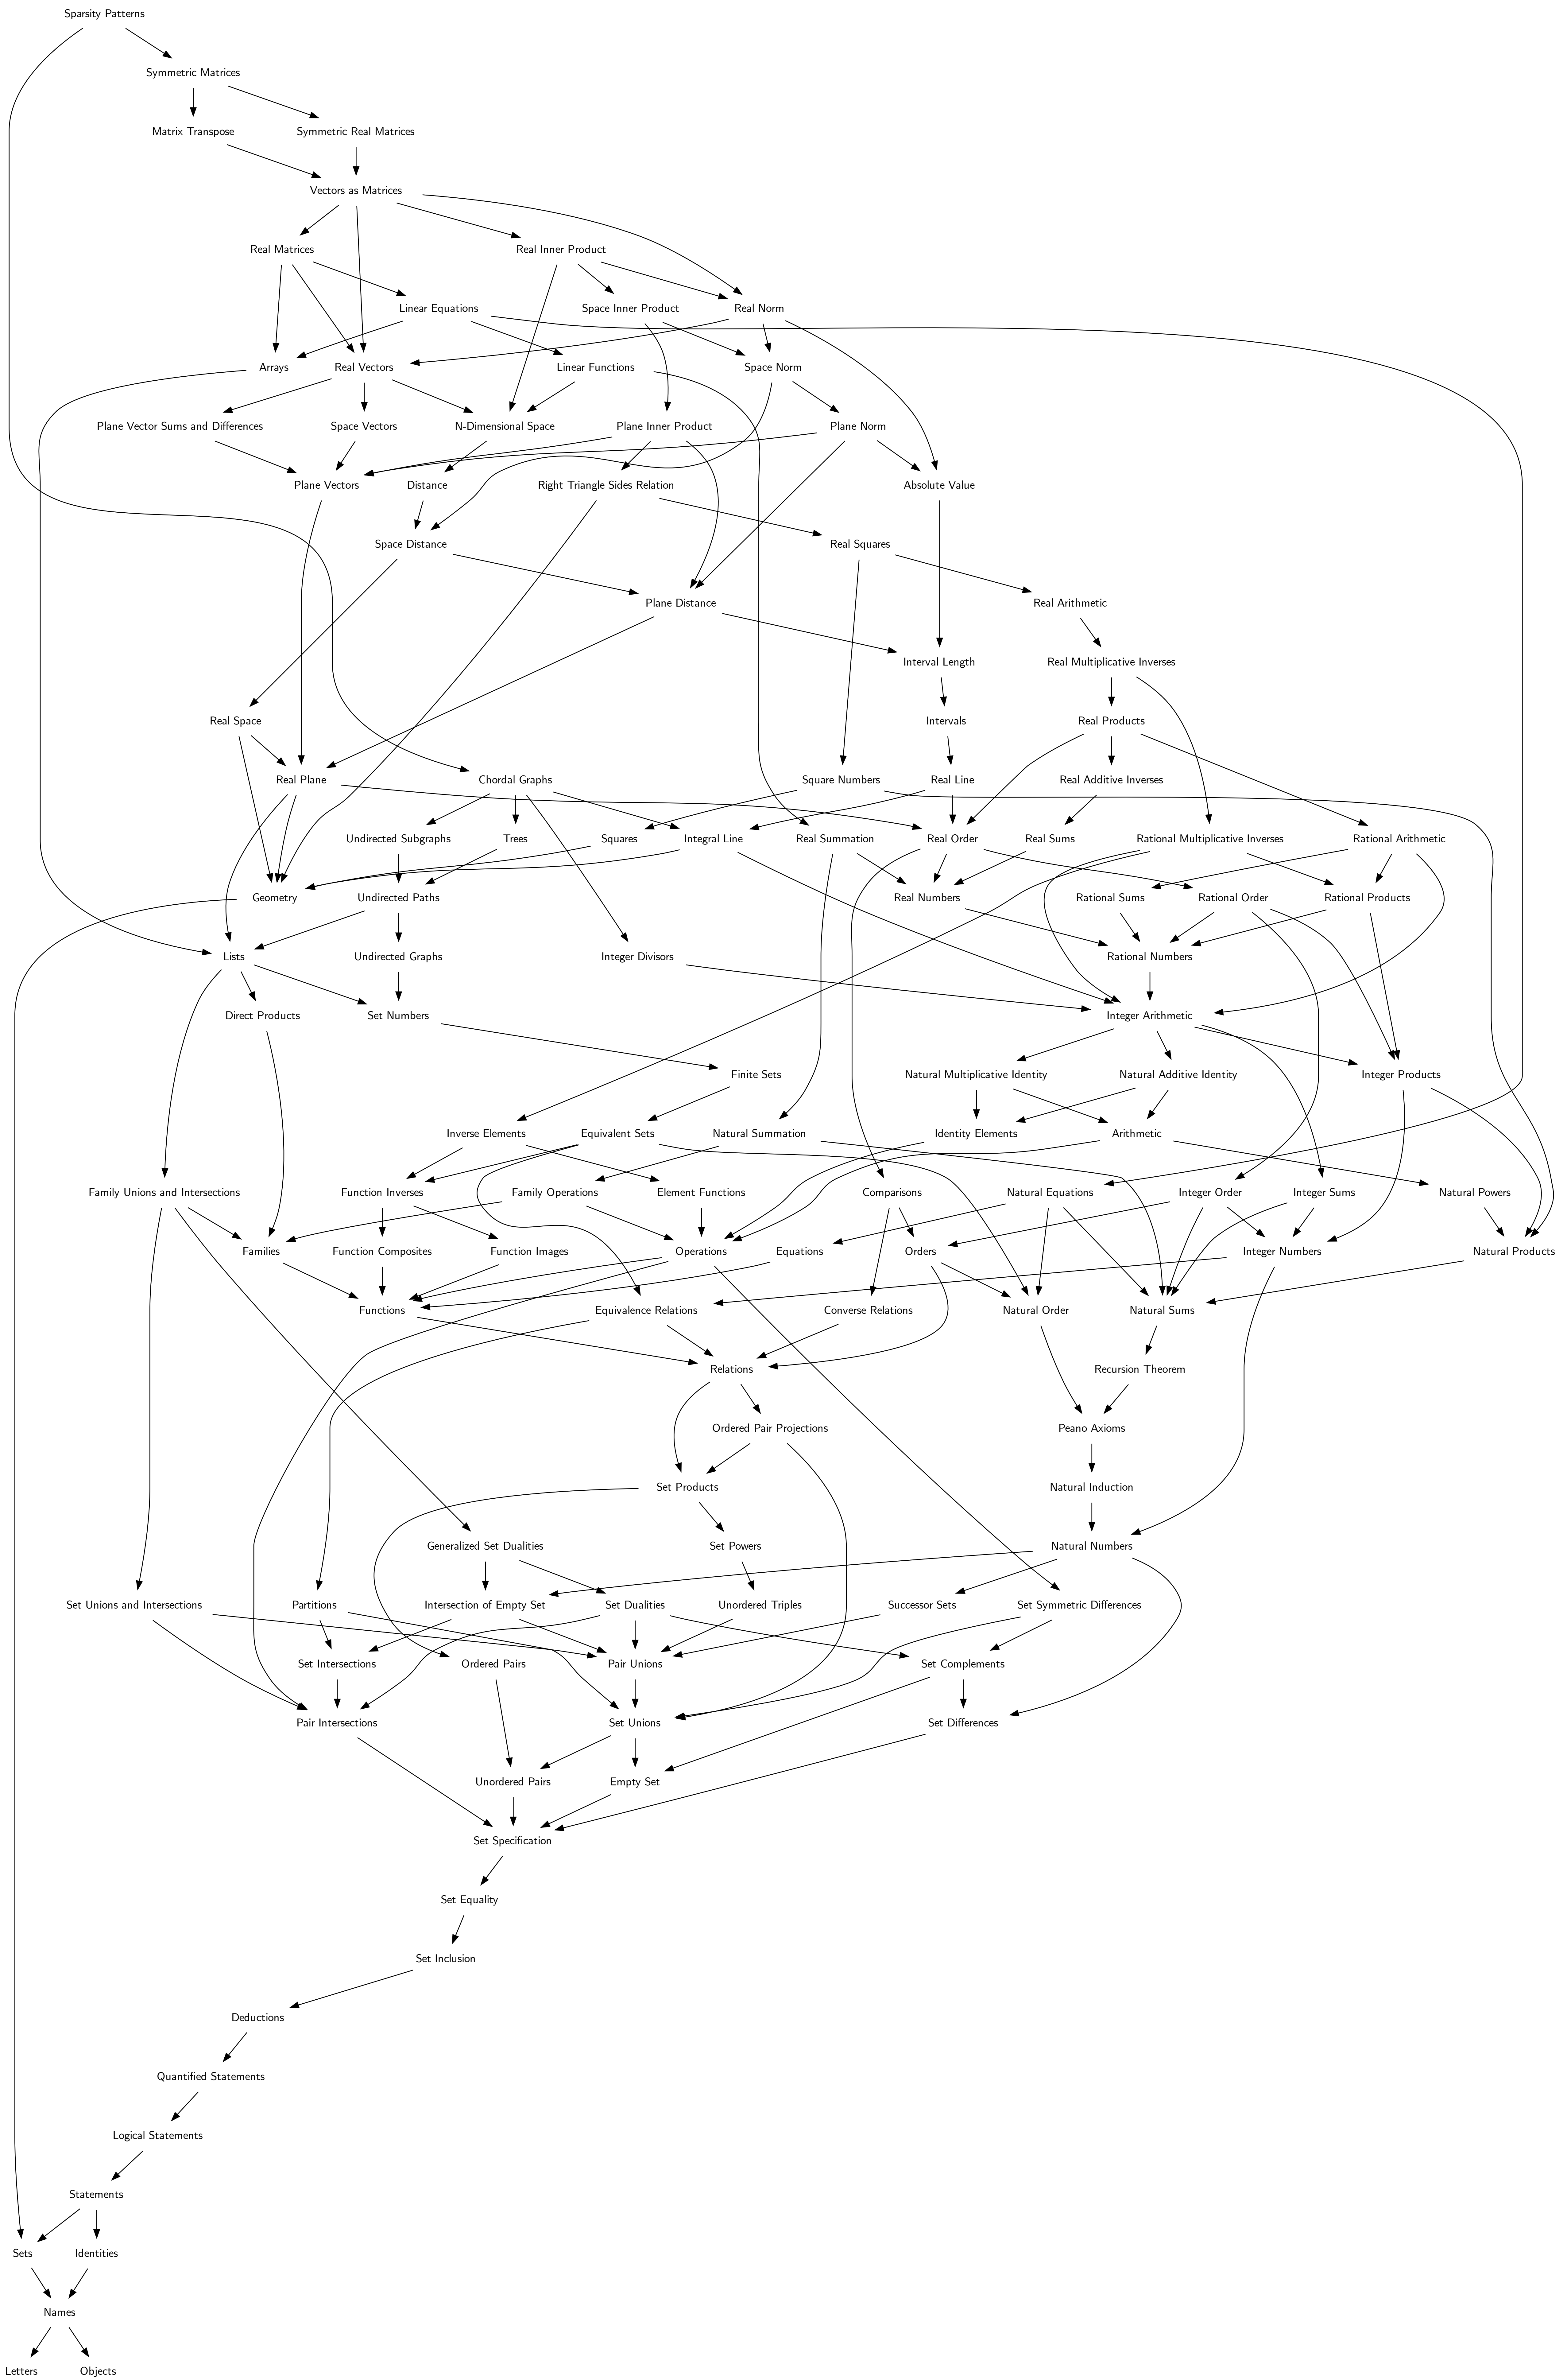 Sparsity Patterns
Symmetric Matrices
Matrix Transpose
Symmetric Real Matrices
Vectors as Matrices
Real Matrices
Real Inner Product
Linear Equations
Space Inner Product
Real Norm
Arrays
Real Vectors
Linear Functions
Space Norm
Plane Vector Sums and Differences
Space Vectors
N-Dimensional Space
Plane Inner Product
Plane Norm
Plane Vectors
Distance
Right Triangle Sides Relation
Absolute Value
Space Distance
Real Squares
Plane Distance
Real Arithmetic
Interval Length
Real Multiplicative Inverses
Real Space
Intervals
Real Products
Real Plane
Chordal Graphs
Square Numbers
Real Line
Real Additive Inverses
Undirected Subgraphs
Trees
Squares
Integral Line
Real Summation
Real Order
Real Sums
Rational Multiplicative Inverses
Rational Arithmetic
Geometry
Undirected Paths
Real Numbers
Rational Sums
Rational Order
Rational Products
Lists
Undirected Graphs
Integer Divisors
Rational Numbers
Direct Products
Set Numbers
Integer Arithmetic
Finite Sets
Natural Multiplicative Identity
Natural Additive Identity
Integer Products
Inverse Elements
Equivalent Sets
Natural Summation
Identity Elements
Arithmetic
Family Unions and Intersections
Function Inverses
Family Operations
Element Functions
Comparisons
Natural Equations
Integer Order
Integer Sums
Natural Powers
Families
Function Composites
Function Images
Operations
Equations
Orders
Integer Numbers
Natural Products
Functions
Equivalence Relations
Converse Relations
Natural Order
Natural Sums
Relations
Recursion Theorem
Ordered Pair Projections
Peano Axioms
Set Products
Natural Induction
Generalized Set Dualities
Set Powers
Natural Numbers
Set Unions and Intersections
Partitions
Intersection of Empty Set
Set Dualities
Unordered Triples
Successor Sets
Set Symmetric Differences
Set Intersections
Ordered Pairs
Pair Unions
Set Complements
Pair Intersections
Set Unions
Set Differences
Unordered Pairs
Empty Set
Set Specification
Set Equality
Set Inclusion
Deductions
Quantified Statements
Logical Statements
Statements
Sets
Identities
Names
Letters
Objects